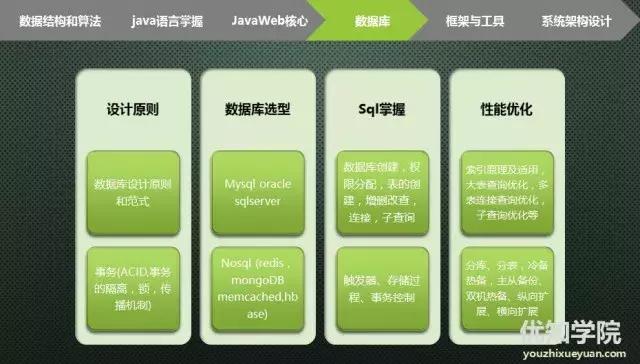 数据结构和算法
java语言掌握
JavaWeb核心
数据库
框架与工具
系统架构设计
设计原则
数据库设计原则
和范式
事务(ACID,事务
的隔离，锁，传
播机制)
数据库选型
Mysql oracle
sqlserver
Nosql (redis，
mongoDB
memcached,hb
ase)
Sql掌握
数据库创建，权
限分配，表的创
建，增删改查，
连接，子查询
触发器、存储过
程、事务控制
性能优化
索引原理及适用，
大表查询优化，多
表连接查询优化，
子查询优化等
分库、分表，冷备
热备，主从备份、
双机热备、纵向扩
展、横向扩展
优知学院
youzhixueyuan.com